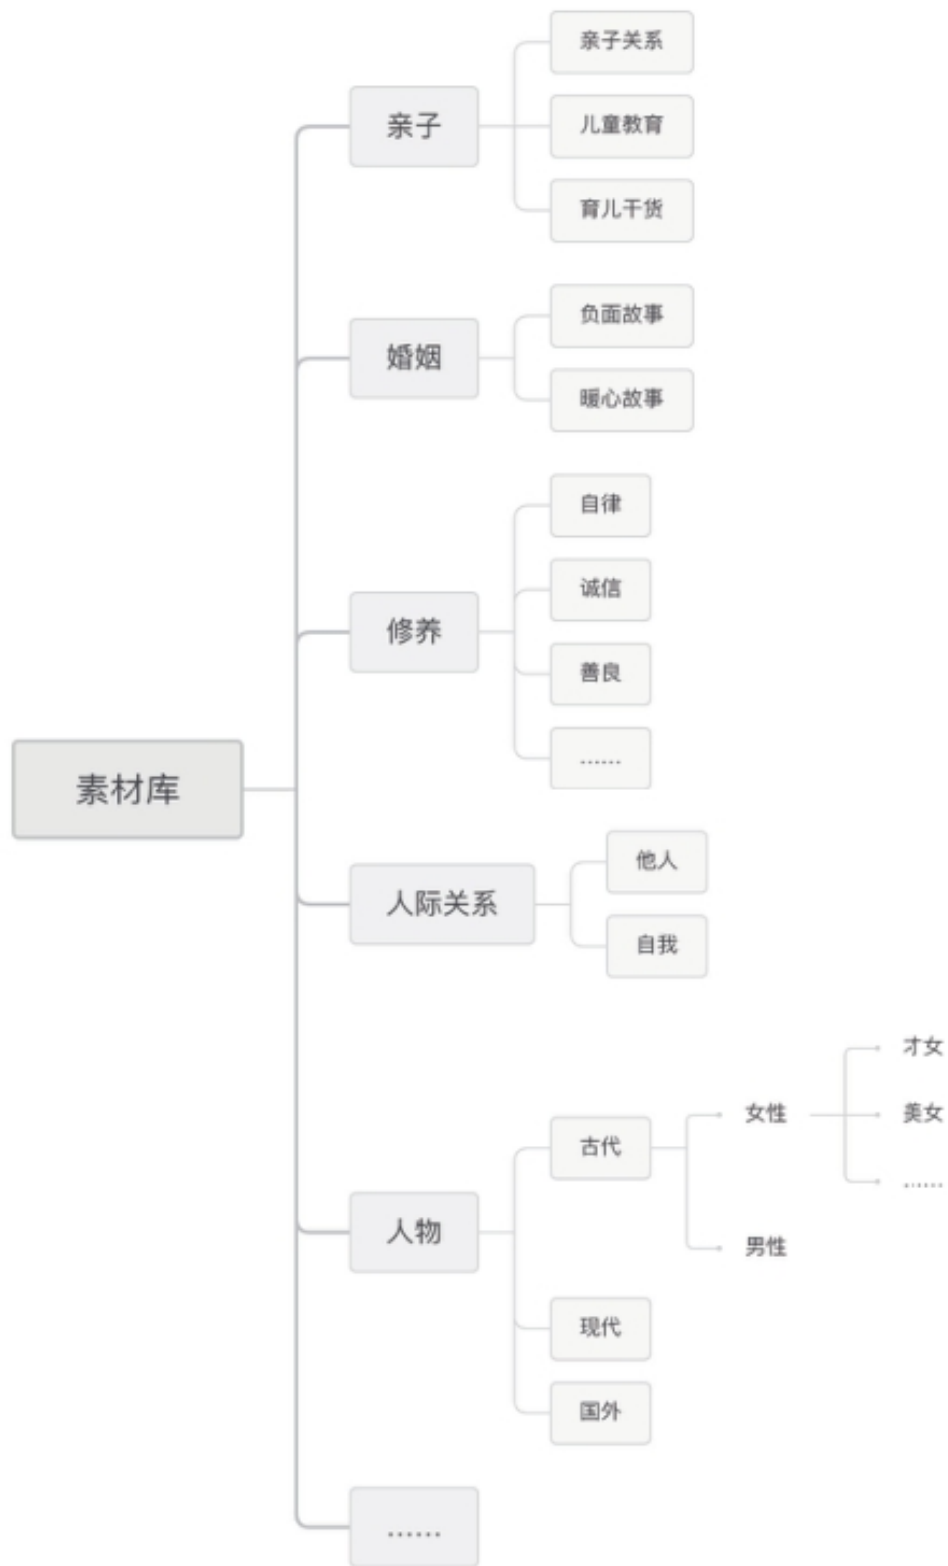 素材库
亲子
亲子关系
儿童教育
育儿干货
婚姻
负面故事
暖心故事
修养
自律
诚信
善良
……
人际关系
他人
自我
人物
古代
女性
才女
美女
……
男性
现代
国外
……